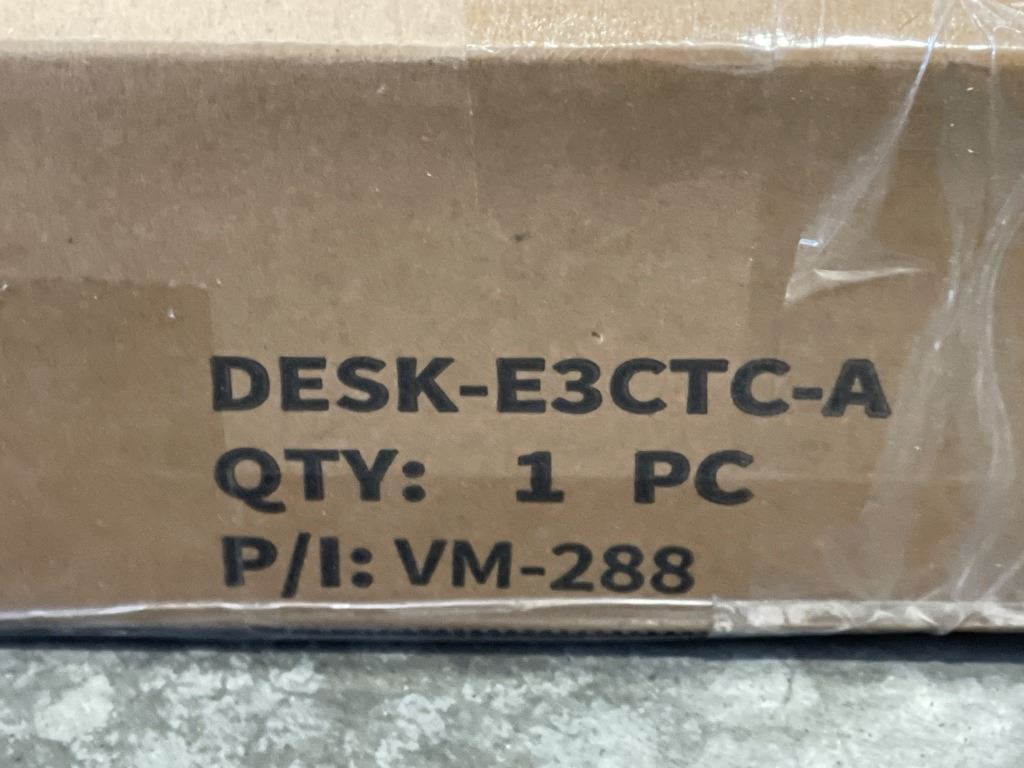 DESK-E3CTC-A
QTY: 1 PC
P/I: VM-288